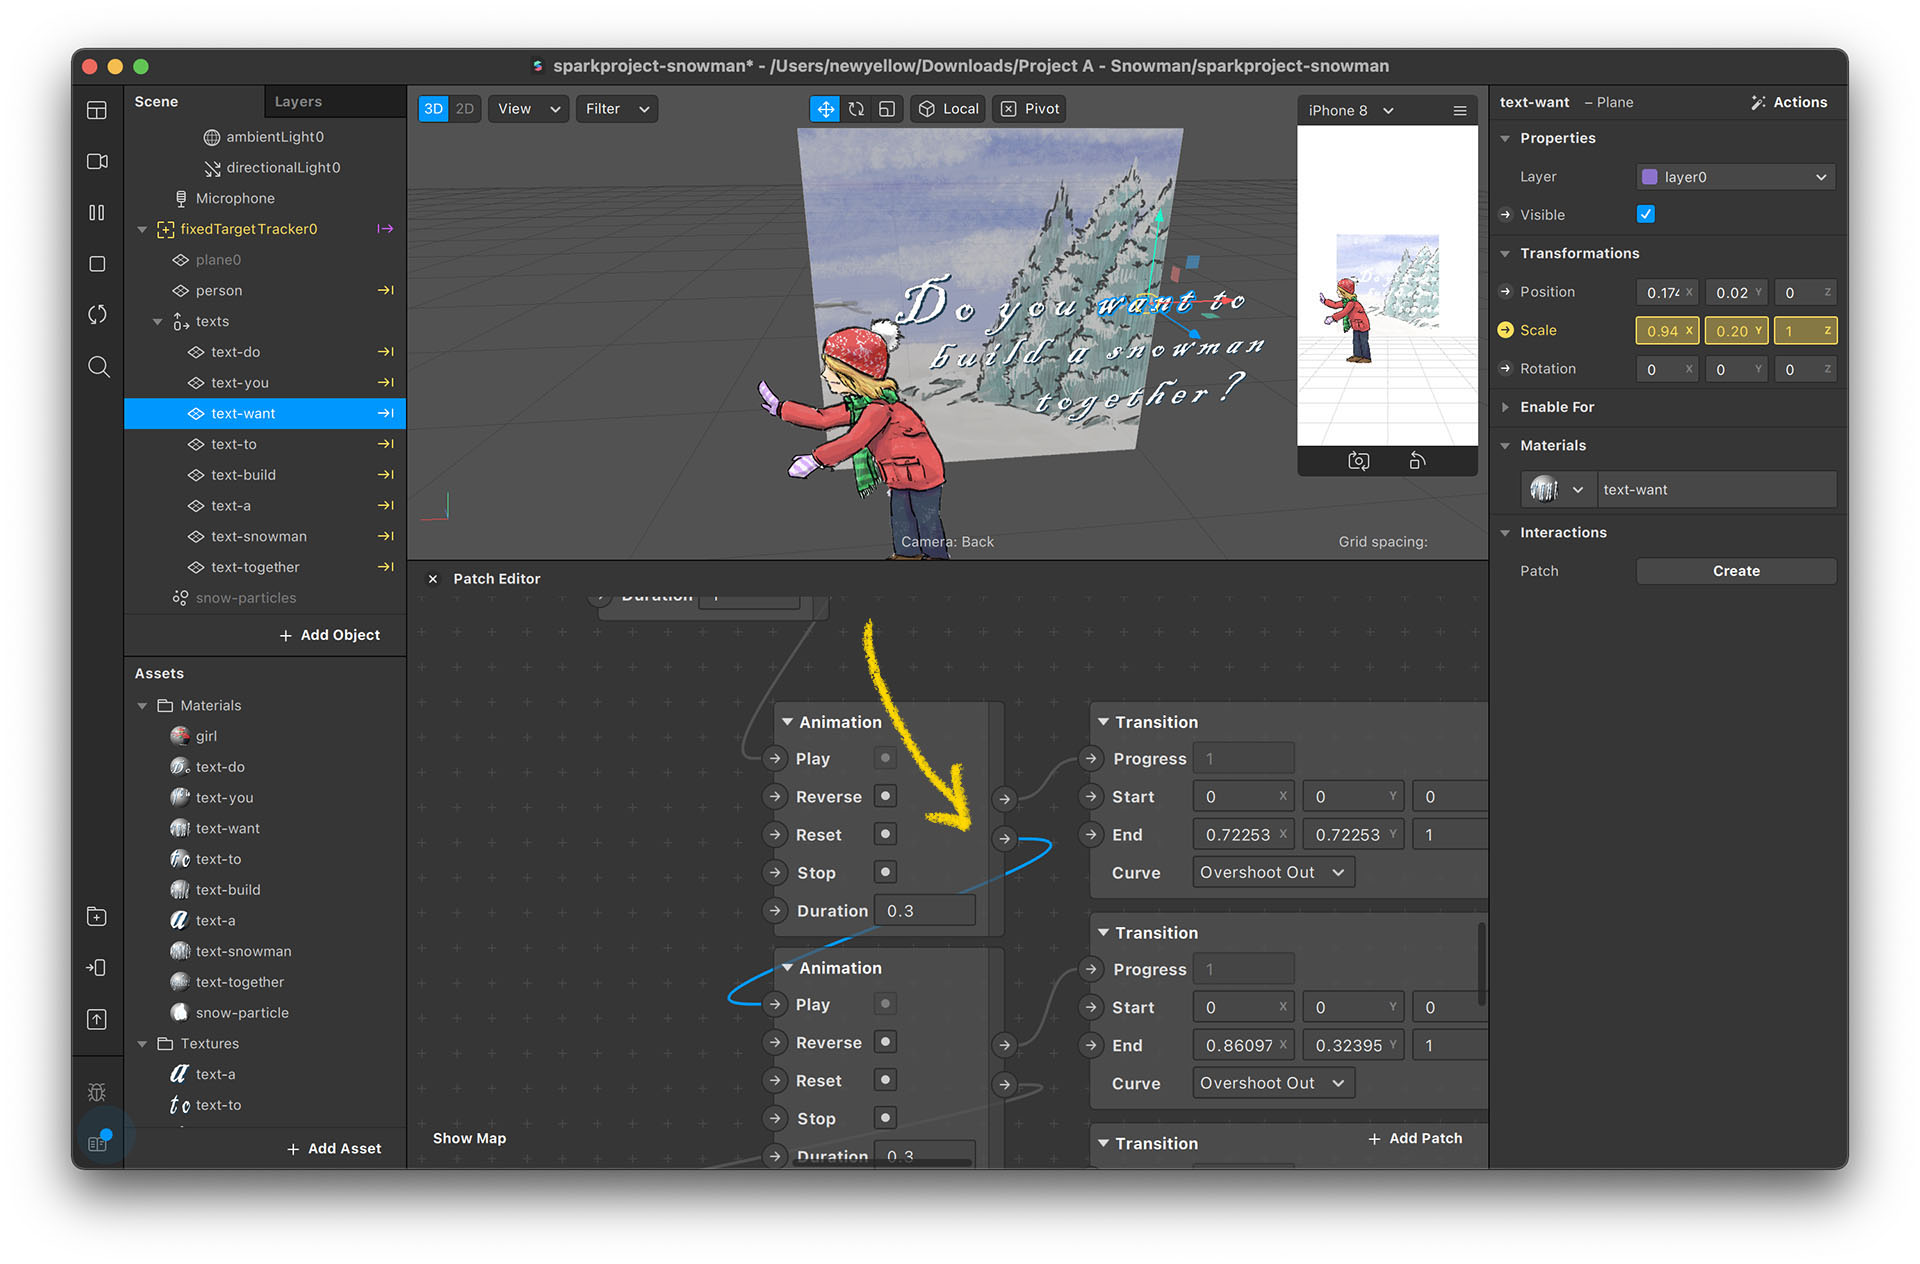 sparkproject-snowman* - /Users/newyellow/Downloads/Project A - Snowman/sparkproject-snowman
Scene
Layers
ambientLight0
directionalLight0
Microphone
fixedTargetTracker0
plane0
person
texts
text-do
text-you
text-want
text-to
text-build
text-a
text-snowman
text-together
snow-particles
+ Add Object
Assets
Materials
girl
text-do
text-you
text-want
text-to
text-build
text-a
text-snowman
text-together
snow-particle
Textures
text-a
text-to
+ Add Asset
3D 2D
View
Filter
Local
Pivot
Do you want to
build a snowman
together?
Camera: Back
Grid spacing:
iPhone 8
Patch Editor
Duration
Animation
Play
Reverse
Reset
Stop
Duration 0.3
Animation
Play
Reverse
Reset
Stop
Duration 0.3
Transition
Progress 1
Start 0 X 0 Y 0
End 0.72253 X 0.72253 Y 1
Curve Overshoot Out
Transition
Progress 1
Start 0 X 0 Y 0
End 0.86097 X 0.32395 Y 1
Curve Overshoot Out
Transition
Show Map
+ Add Patch
text-want – Plane
Actions
Properties
Layer layer0
Visible
Transformations
Position 0.174 X 0.02 Y 0 Z
Scale 0.94 X 0.20 Y 1 Z
Rotation 0 X 0 Y 0 Z
Enable For
Materials
text-want
Interactions
Patch Create